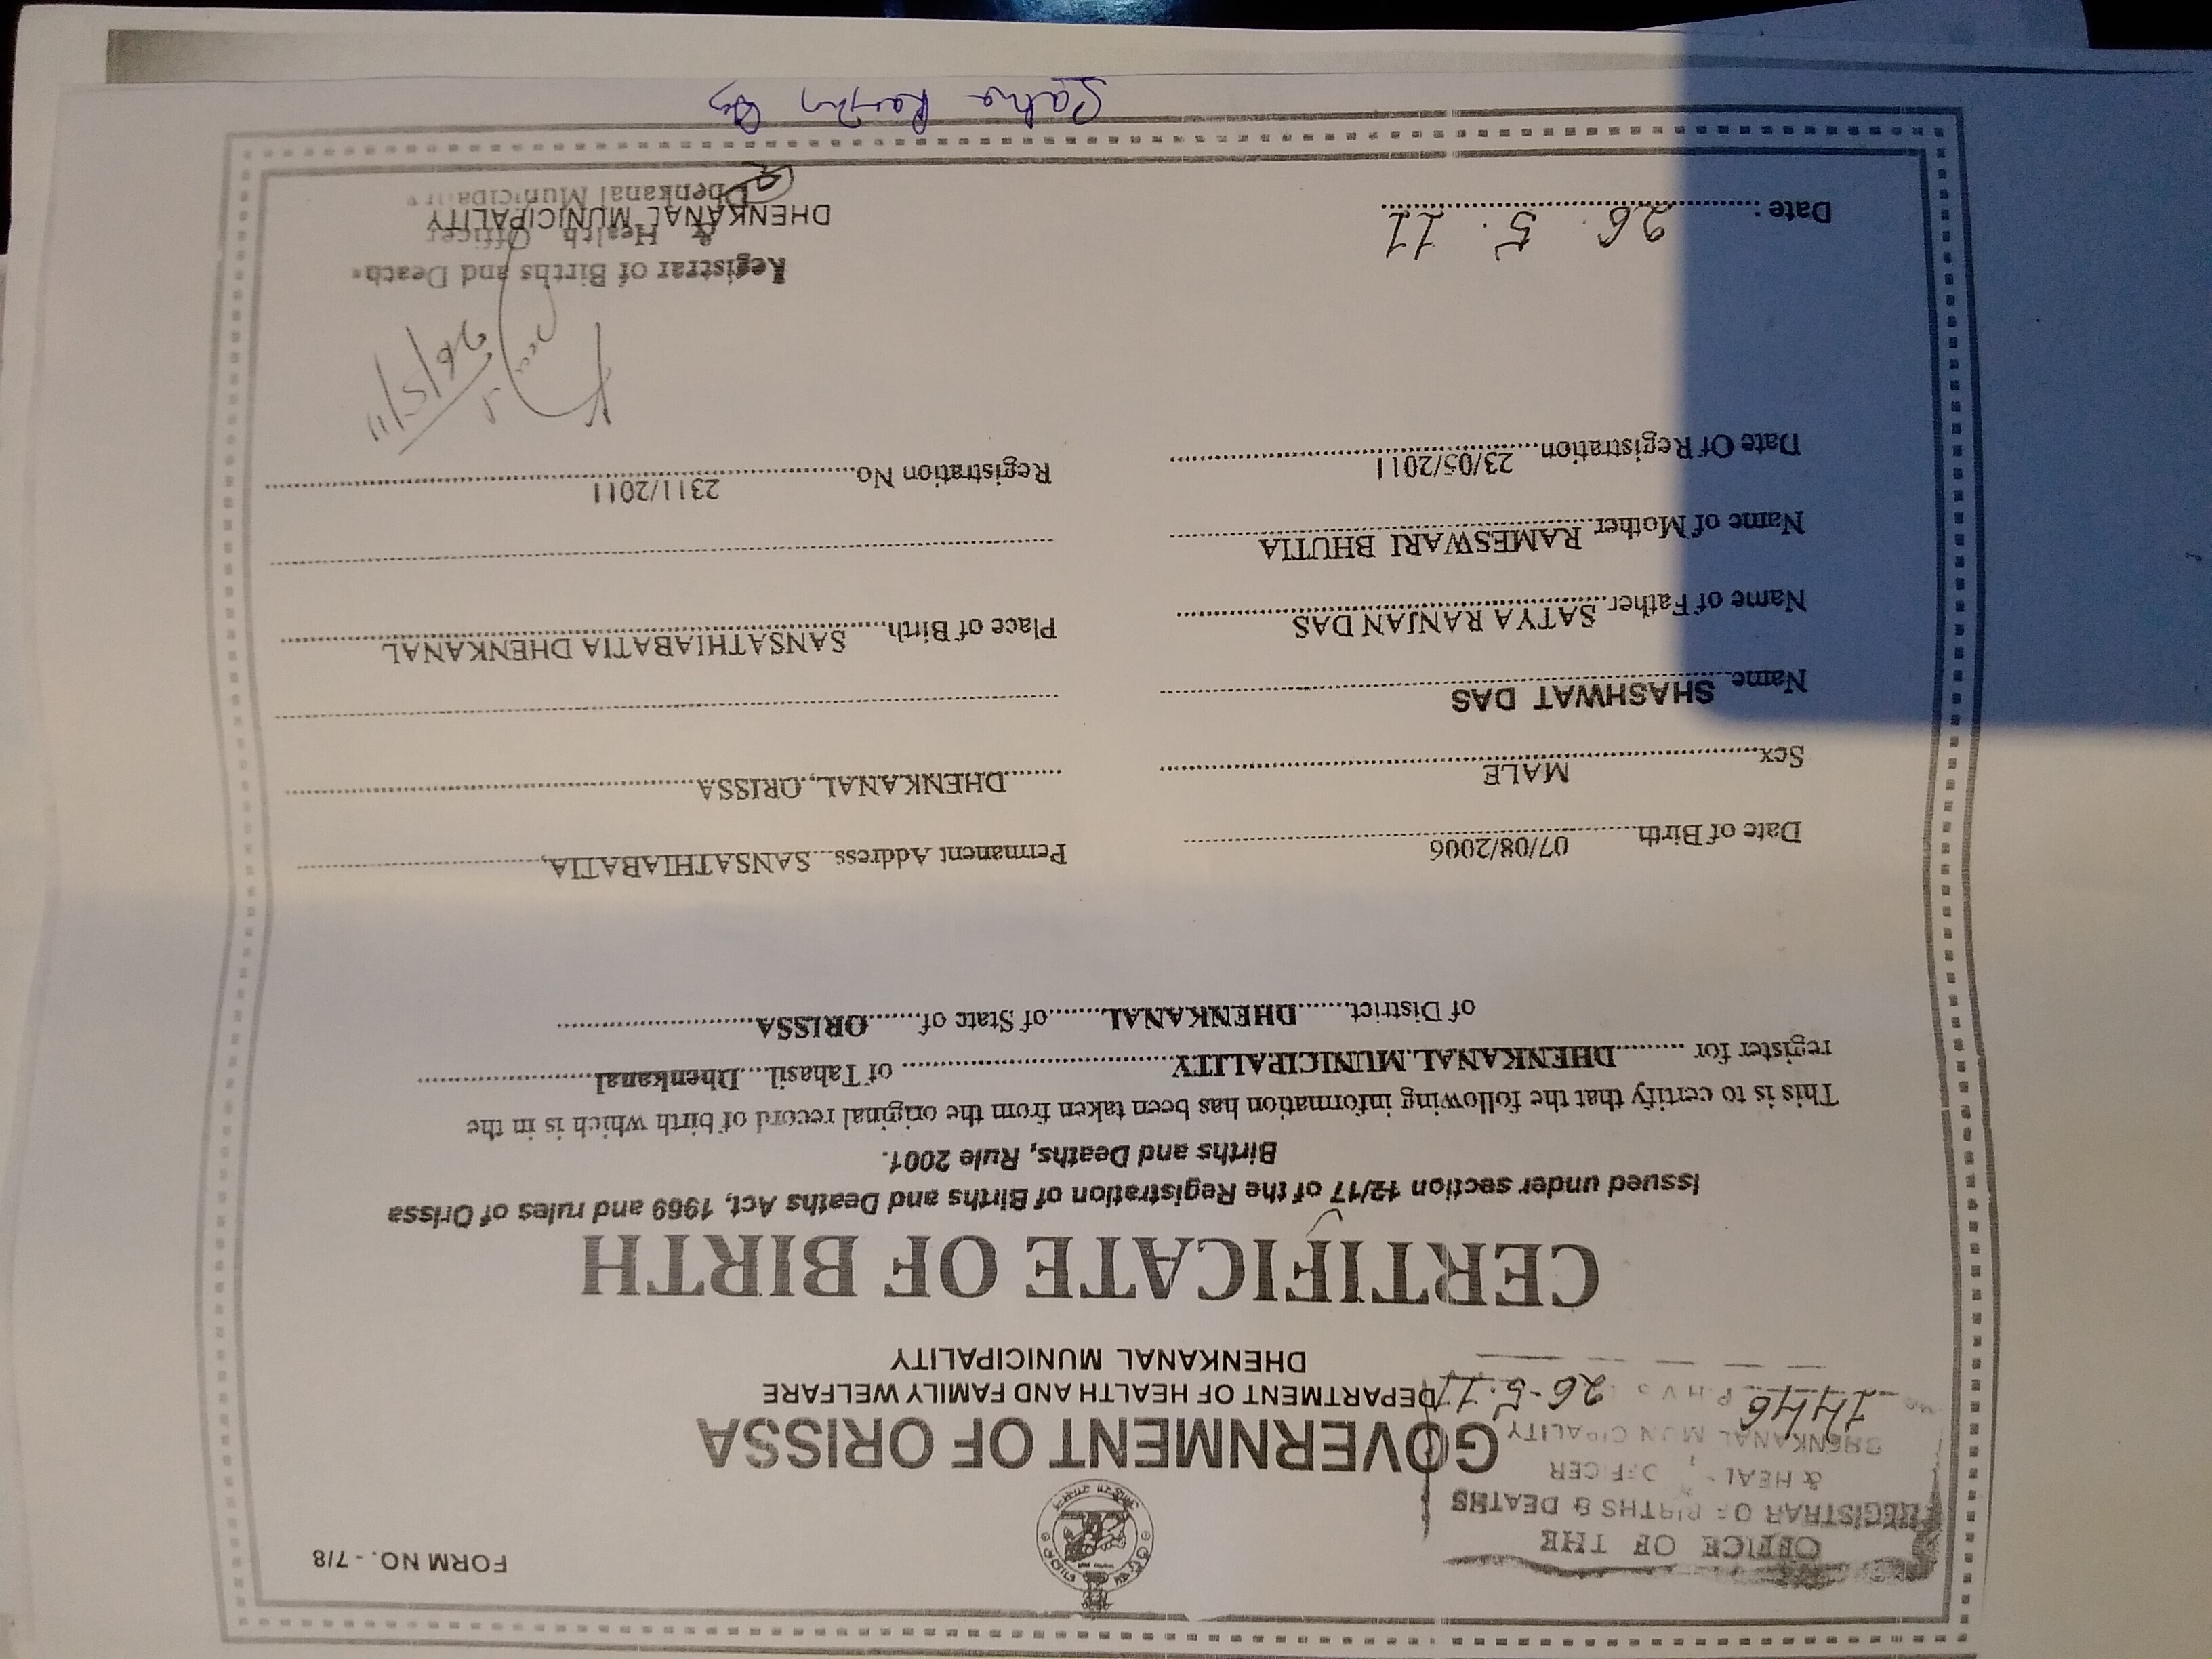 FORM NO. - 7/8
OFFICE OF THE
REGISTRAR OF BIRTHS & DEATHS
& HEAL OFFICER
DHENKANAL MUNICIPALITY
1446 26-5-11
GOVERNMENT OF ORISSA
DEPARTMENT OF HEALTH AND FAMILY WELFARE
DHENKANAL MUNICIPALITY
CERTIFICATE OF BIRTH
Issued under section 12/17 of the Registration of Births and Deaths Act, 1969 and rules of Orissa
Births and Deaths, Rule 2001.
This is to certify that the following information has been taken from the original record of birth which is in the
register for ..........DHENKANAL.MUNICIPALITY.................................. of Tahasil....Dhenkanal..........................
of District.......DHENKANAL........of State of........ORISSA..............................
Date of Birth 07/08/2006
Permanent Address...SANSATHIABATIA,
Sex MALE
DHENKANAL, ORISSA
Name SHASHWAT DAS
Name of Father SATYA RANJAN DAS
Place of Birth SANSATHIABATIA DHENKANAL
Name of Mother RAMESWARI BHUTIA
Date Of Registration 23/05/2011
Registration No. 2311/2011
26/5/11
Registrar of Births and Deaths
& Health Officer
DHENKANAL MUNICIPALITY
Dhenkanal Municipality
Date : 26. 5. 11